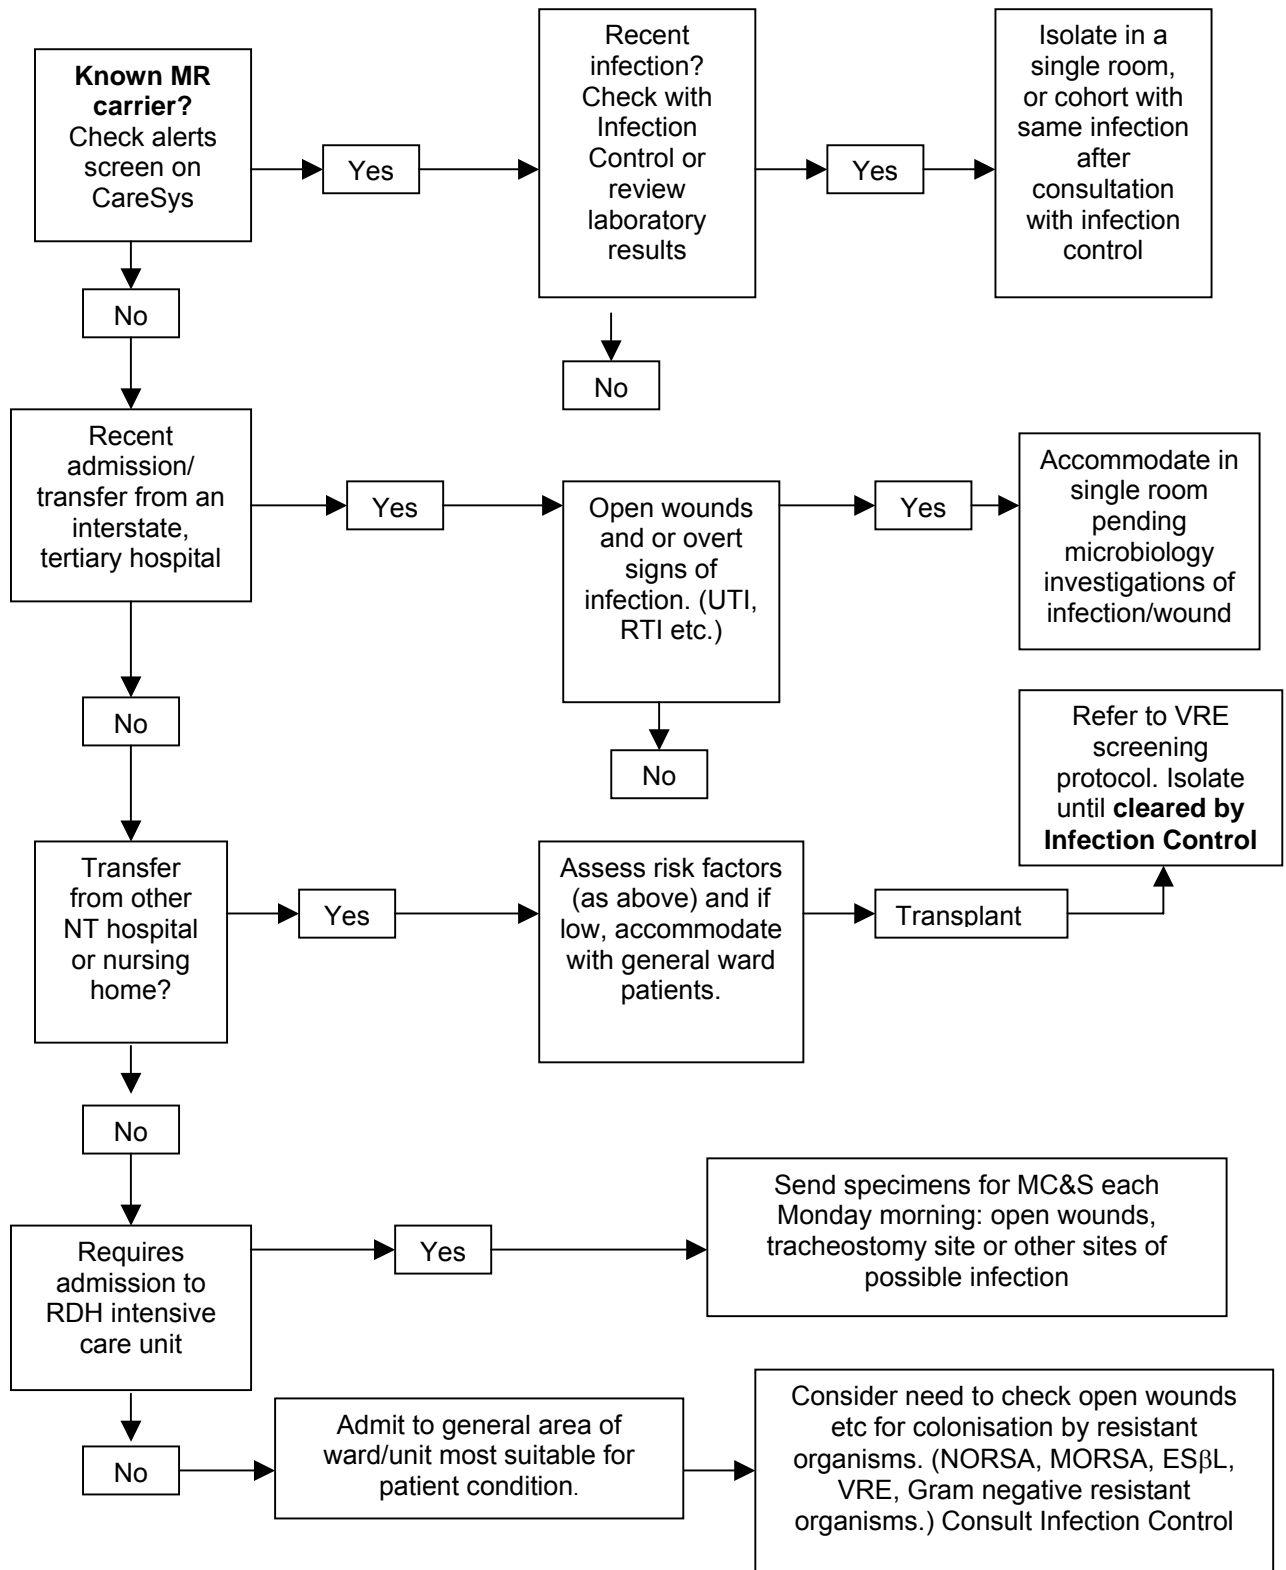 Known MR
carrier?
Check alerts
screen on
CareSys
Yes
Recent
infection?
Check with
Infection
Control or
review
laboratory
results
Yes
Isolate in a
single room,
or cohort with
same infection
after
consultation
with infection
control
No
No
Recent
admission/
transfer from an
interstate,
tertiary hospital
Yes
Open wounds
and or overt
signs of
infection. (UTI,
RTI etc.)
Yes
Accommodate in
single room
pending
microbiology
investigations of
infection/wound
No
No
Refer to VRE
screening
protocol. Isolate
until cleared by
Infection Control
Transfer
from other
NT hospital
or nursing
home?
Yes
Assess risk factors
(as above) and if
low, accommodate
with general ward
patients.
Transplant
No
Requires
admission to
RDH intensive
care unit
Yes
Send specimens for MC&S each
Monday morning: open wounds,
tracheostomy site or other sites of
possible infection
No
Admit to general area of
ward/unit most suitable for
patient condition.
Consider need to check open wounds
etc for colonisation by resistant
organisms. (NORSA, MORSA, ESβL,
VRE, Gram negative resistant
organisms.) Consult Infection Control